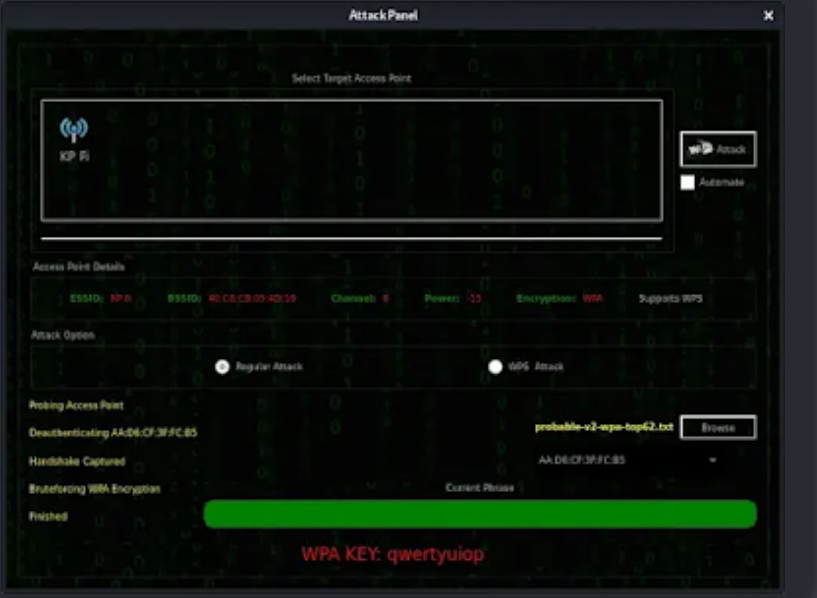 Attack Panel
Select Target Access Point
KP Fi
Attack
Automate
Access Point Details
ESSID: KP Fi BSSID: Channel: 6 Power: -15 Encryption: WPA Supports WPS
Attack Option
Regular Attack WPS Attack
Probing Access Point
Deauthenticating AA:D6:CF:3F:FC:B5
probable-v2-wpa-top62.txt Browse
Handshake Captured
AA:D6:CF:3F:FC:B5
Bruteforcing WPA Encryption
Current Phrase
Finished
WPA KEY: qwertyuiop